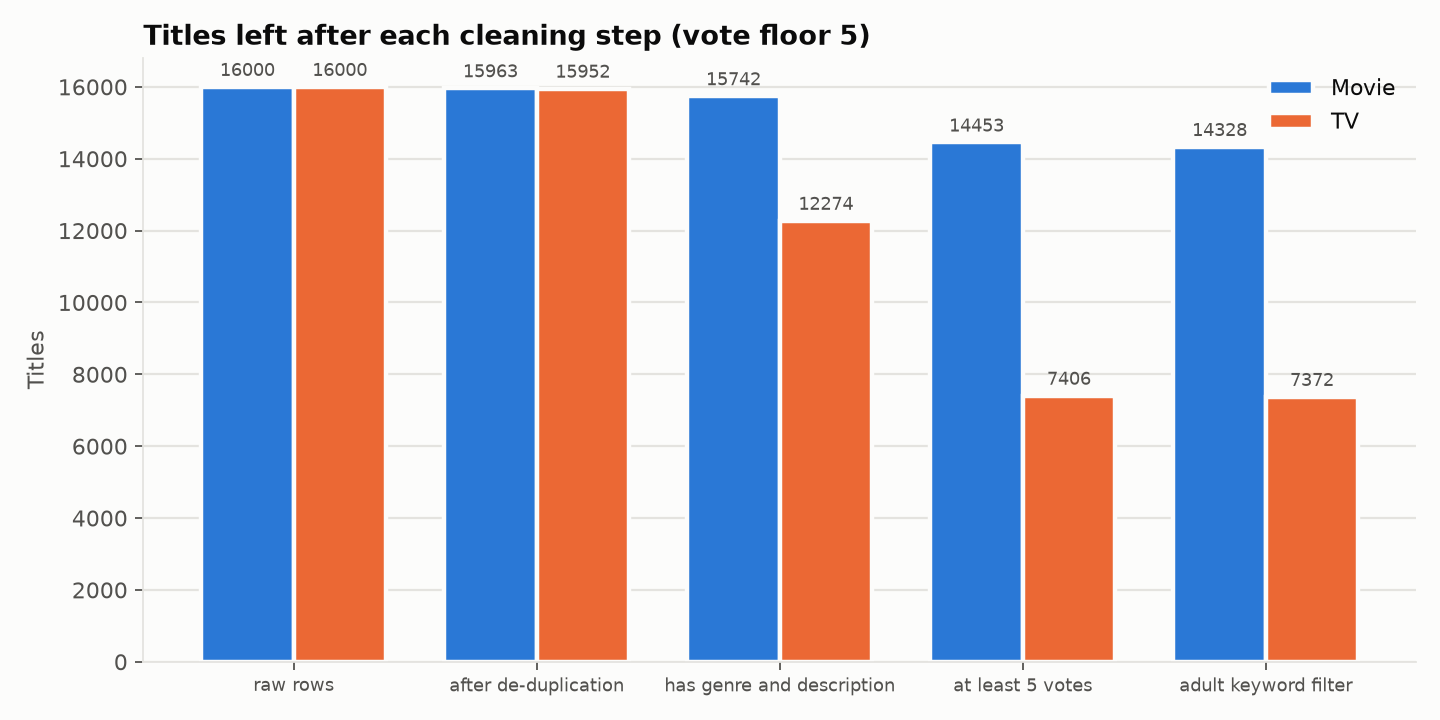 Titles left after each cleaning step (vote floor 5)
16000 16000 15963 15952 15742 12274 14453 7406 14328 7372
Movie
TV
Titles
16000
14000
12000
10000
8000
6000
4000
2000
0
raw rows after de-duplication has genre and description at least 5 votes adult keyword filter